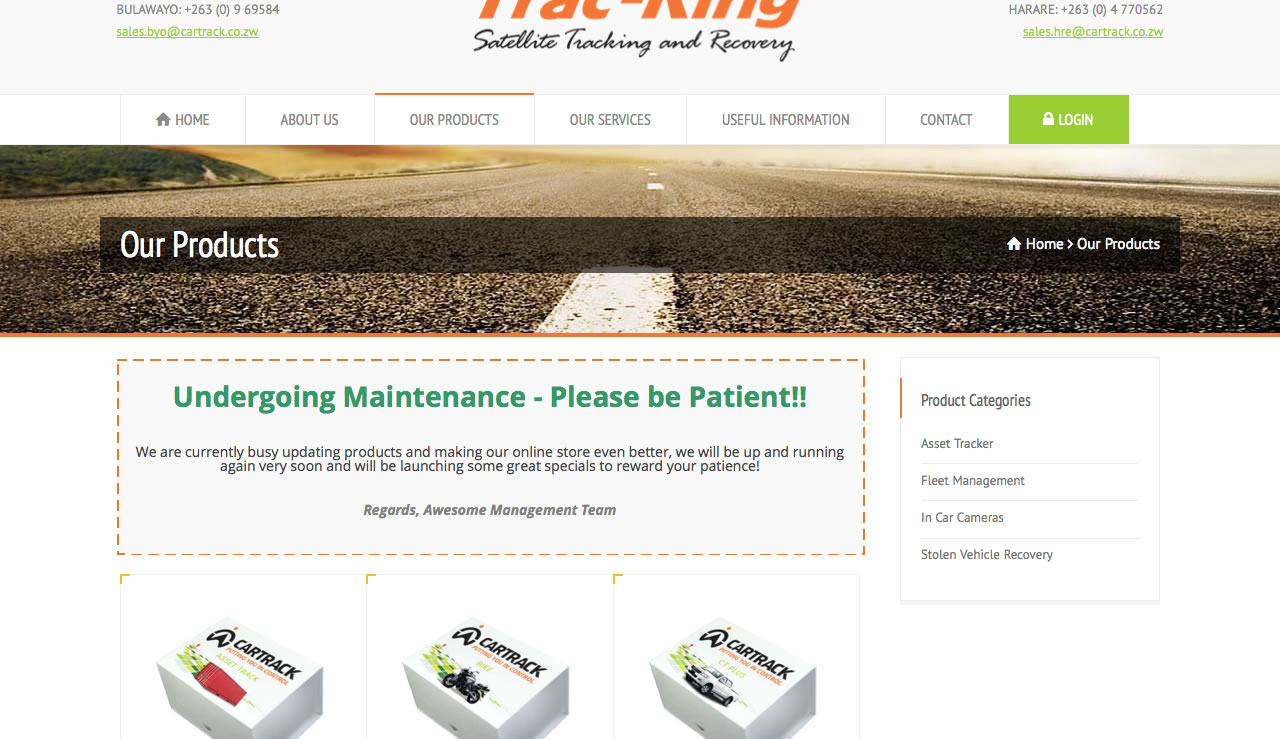 BULAWAYO: +263 (0) 9 69584
sales.byo@cartrack.co.zw
Trac-King
Satellite Tracking and Recovery
HARARE: +263 (0) 4 770562
sales.hre@cartrack.co.zw
HOME ABOUT US OUR PRODUCTS OUR SERVICES USEFUL INFORMATION CONTACT LOGIN
Our Products
Home > Our Products
Undergoing Maintenance - Please be Patient!!
We are currently busy updating products and making our online store even better, we will be up and running
again very soon and will be launching some great specials to reward your patience!
Regards, Awesome Management Team
Product Categories
Asset Tracker
Fleet Management
In Car Cameras
Stolen Vehicle Recovery
CARTRACK
PUTTING YOU IN CONTROL
ASSET TRACK
CARTRACK
PUTTING YOU IN CONTROL
BIKE
CARTRACK
PUTTING YOU IN CONTROL
CT PLUS